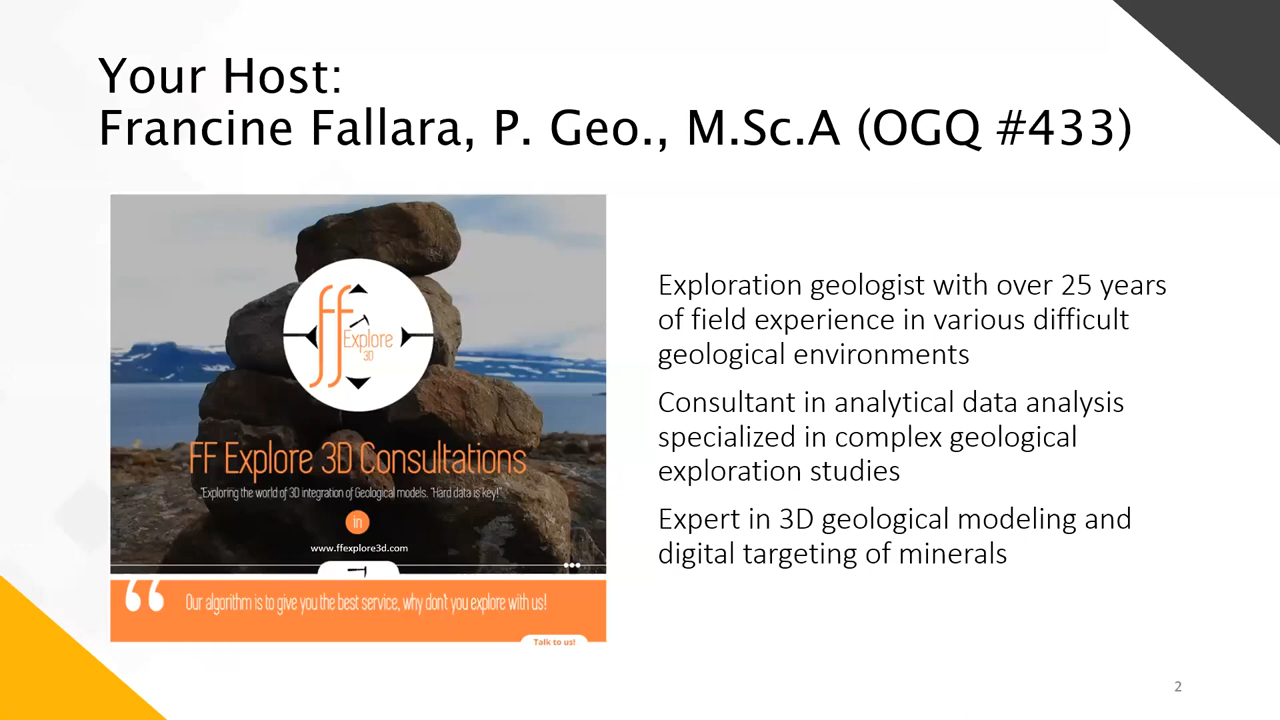 Your Host:
Francine Fallara, P. Geo., M.Sc.A (OGQ #433)
ff Explore
3D
FF Explore 3D Consultations
"Exploring the world of 3D integration of Geological models. "Hard data is key!"
in
www.ffexplore3d.com
“ Our algorithm is to give you the best service, why don't you explore with us!
Talk to us!
Exploration geologist with over 25 years
of field experience in various difficult
geological environments
Consultant in analytical data analysis
specialized in complex geological
exploration studies
Expert in 3D geological modeling and
digital targeting of minerals
2